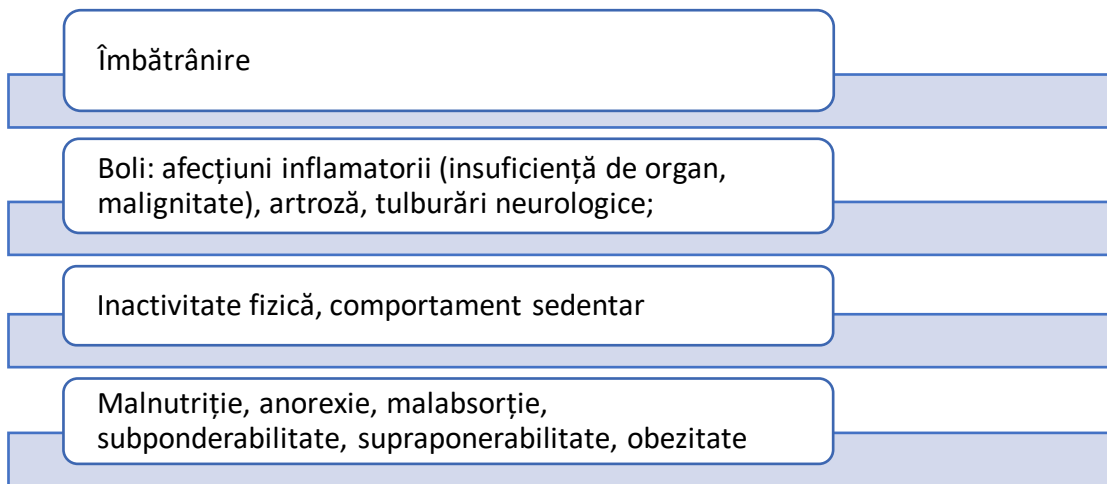 Îmbătrânire
Boli: afecțiuni inflamatorii (insuficiență de organ,
malignitate), artroză, tulburări neurologice;
Inactivitate fizică, comportament sedentar
Malnutriție, anorexie, malabsorție,
subponderabilitate, supraponerabilitate, obezitate